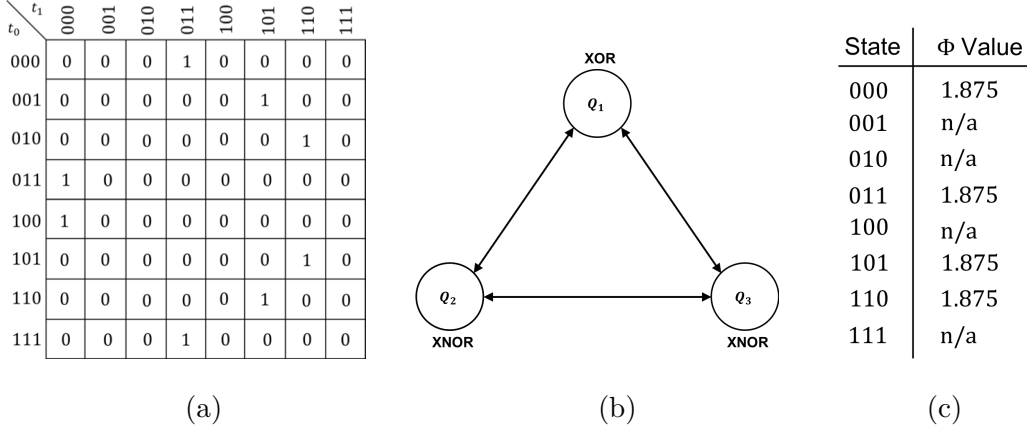 t₁ 000 001 010 011 100 101 110 111
t₀
000 0 0 0 1 0 0 0 0
001 0 0 0 0 0 1 0 0
010 0 0 0 0 0 0 1 0
011 1 0 0 0 0 0 0 0
100 1 0 0 0 0 0 0 0
101 0 0 0 0 0 0 1 0
110 0 0 0 0 0 1 0 0
111 0 0 0 1 0 0 0 0
(a)
XOR
Q₁
Q₂ Q₃
XNOR XNOR
(b)
State Φ Value
000 1.875
001 n/a
010 n/a
011 1.875
100 n/a
101 1.875
110 1.875
111 n/a
(c)